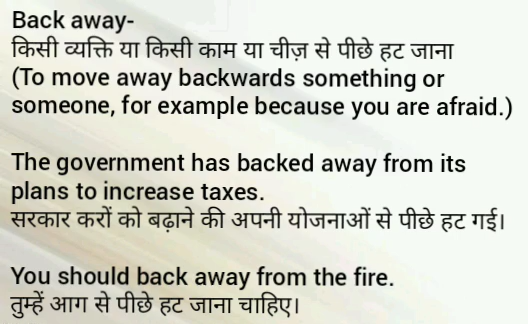 Back away-
किसी व्यक्ति या किसी काम या चीज़ से पीछे हट जाना
(To move away backwards something or
someone, for example because you are afraid.)
The government has backed away from its
plans to increase taxes.
सरकार करों को बढ़ाने की अपनी योजनाओं से पीछे हट गई।
You should back away from the fire.
तुम्हें आग से पीछे हट जाना चाहिए।